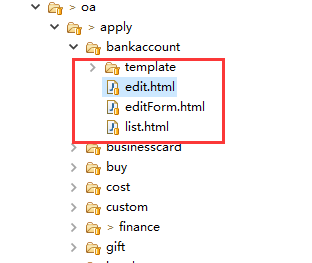 > oa
> apply
bankaccount
template
edit.html
editForm.html
list.html
businesscard
buy
cost
custom
> finance
gift